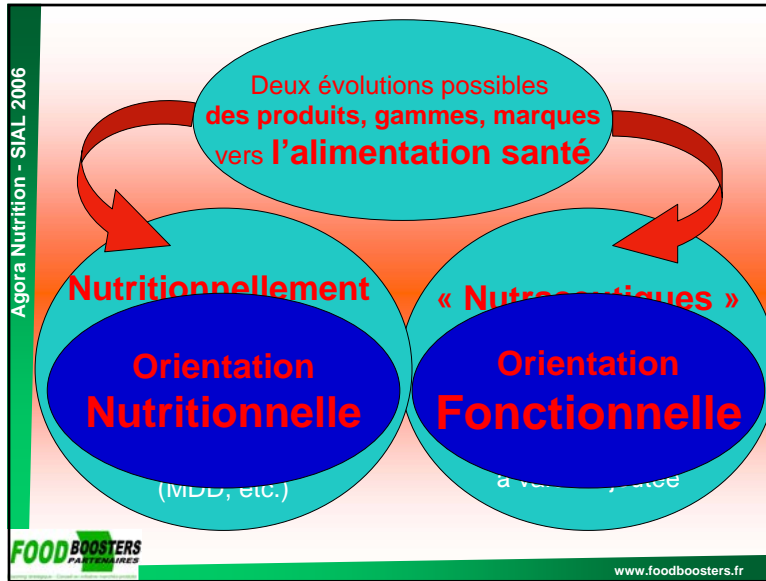 Agora Nutrition - SIAL 2006
Deux évolutions possibles
des produits, gammes, marques
vers l'alimentation santé
Nutritionnellement
Orientation
Nutritionnelle
(MDD, etc.)
«
»
Orientation
Fonctionnelle
à
FOOD BOOSTERS
PARTENAIRES
www.foodboosters.fr